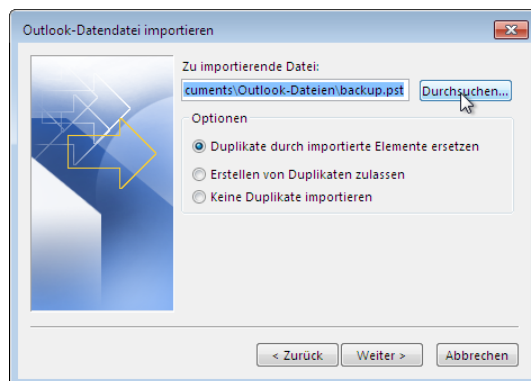 Outlook-Datendatei importieren
Zu importierende Datei:
cuments\Outlook-Dateien\backup.pst
Durchsuchen...
Optionen
Duplikate durch importierte Elemente ersetzen
Erstellen von Duplikaten zulassen
Keine Duplikate importieren
< Zurück
Weiter >
Abbrechen